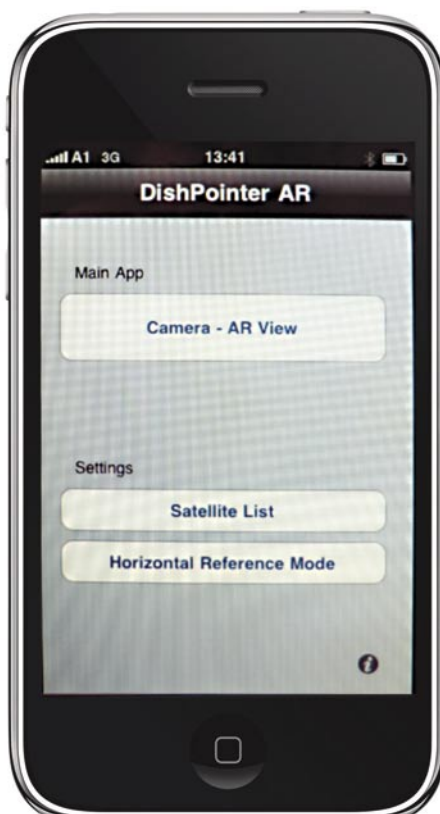 A1 3G 13:41
DishPointer AR
Main App
Camera - AR View
Settings
Satellite List
Horizontal Reference Mode
i